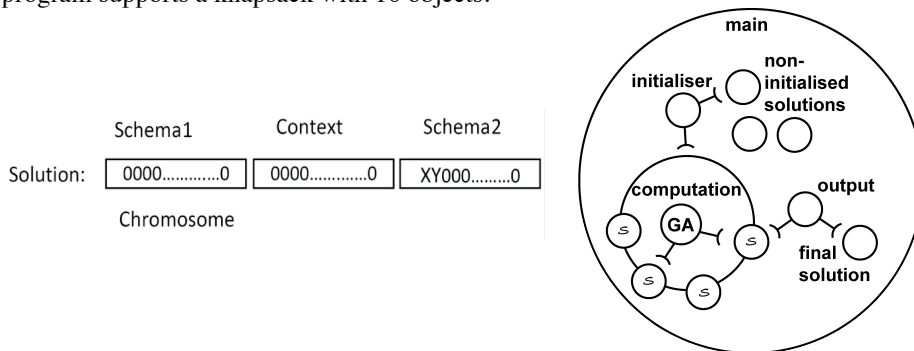 program supports a knapsack with 10 objects.
Schema1 Context Schema2
Solution: 0000............0 0000.............0 XY000.........0
Chromosome
main
non-
initialised
solutions
initialiser
computation
GA
S
S
S
S
output
final
solution